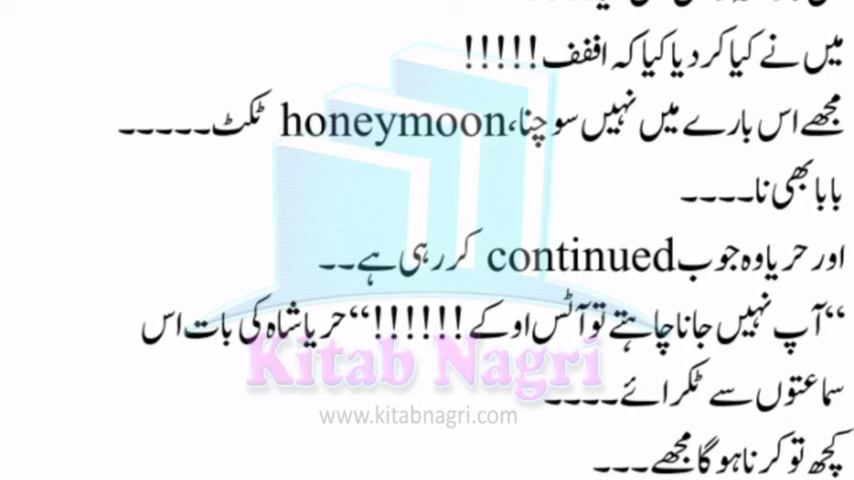 میں نے کیا کر دیا کیا کہ اففف!!!!!
مجھے اس بارے میں نہیں سوچنا، honeymoon ٹکٹ۔۔۔۔۔
بابا بھی نا۔۔۔۔
اور حریا وہ جوب continued کر رہی ہے۔۔
“آپ نہیں جانا چاہتے تو آٹس اوکے!!!!!!“ حریا شاہ کی بات اس
سماعتوں سے ٹکرائے۔۔۔۔
کچھ تو کرنا ہو گا مجھے۔۔۔
Kitab Nagri
www.kitabnagri.com